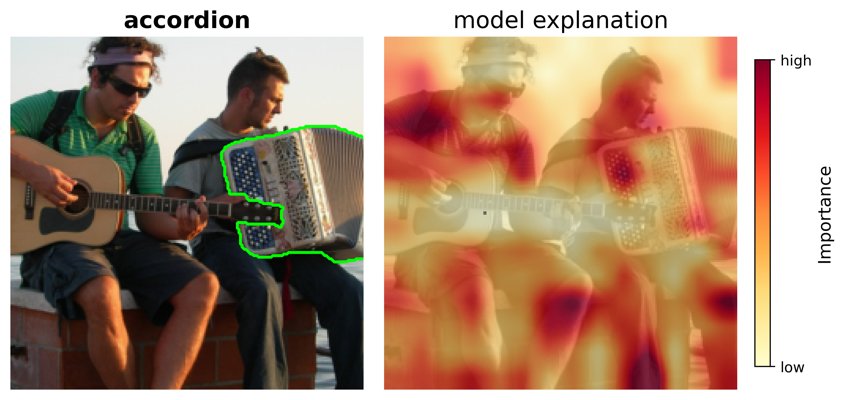 accordion
model explanation
high
Importance
low